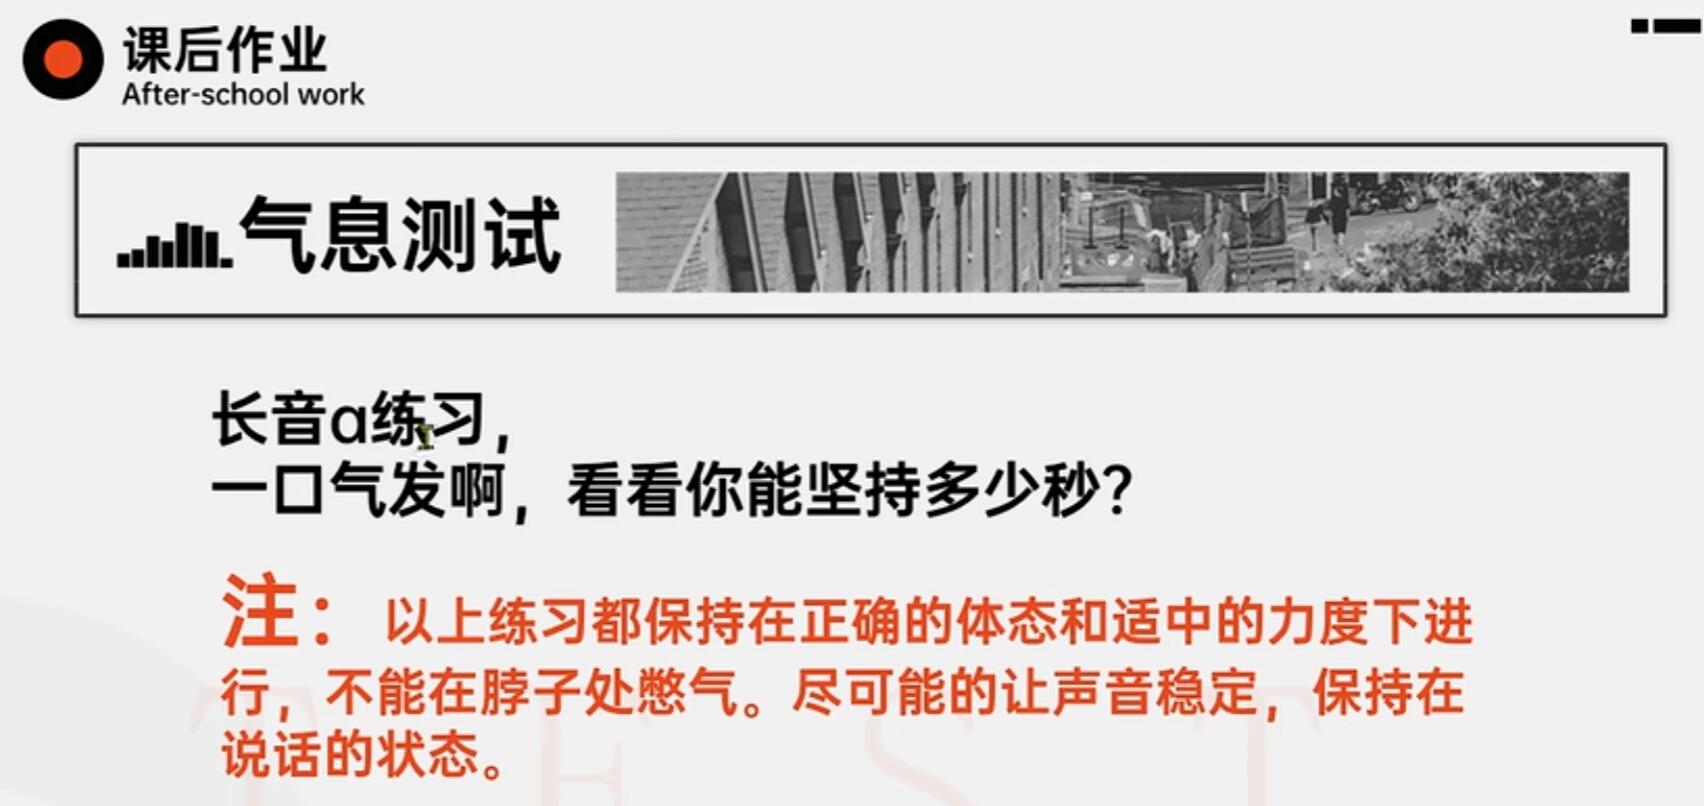 课后作业
After-school work
气息测试
长音a练习，
一口气发啊，看看你能坚持多少秒？
注：以上练习都保持在正确的体态和适中的力度下进
行，不能在脖子处憋气。尽可能的让声音稳定，保持在
说话的状态。
TEST